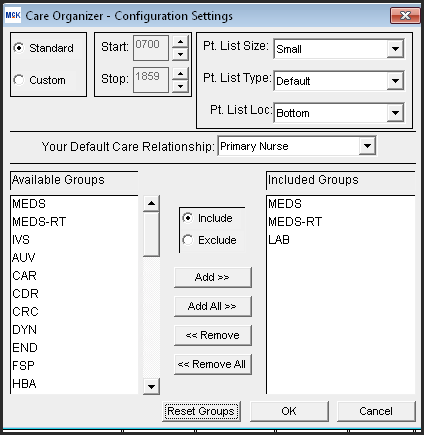 MCK Care Organizer - Configuration Settings
Standard
Custom
Start: 0700
Stop: 1859
Pt. List Size: Small
Pt. List Type: Default
Pt. List Loc: Bottom
Your Default Care Relationship: Primary Nurse
Available Groups
MEDS
MEDS-RT
IVS
AUV
CAR
CDR
CRC
DYN
END
FSP
HBA
Include
Exclude
Add >>
Add All >>
<< Remove
<< Remove All
Included Groups
MEDS
MEDS-RT
LAB
Reset Groups
OK
Cancel